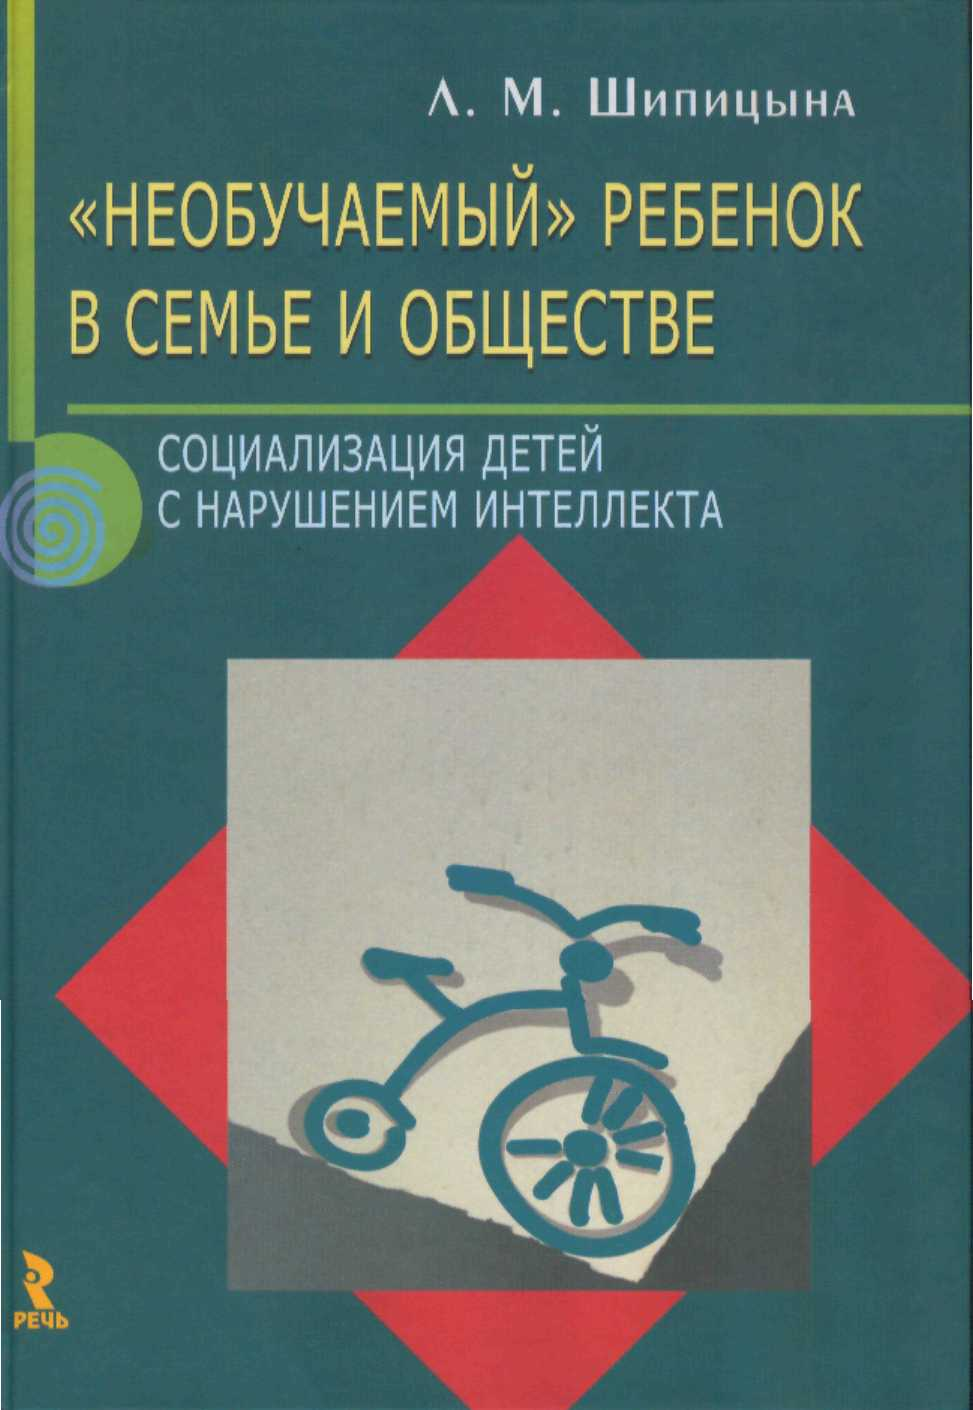 Л. М. Шипицына
«НЕОБУЧАЕМЫЙ» РЕБЕНОК
В СЕМЬЕ И ОБЩЕСТВЕ
СОЦИАЛИЗАЦИЯ ДЕТЕЙ
С НАРУШЕНИЕМ ИНТЕЛЛЕКТА
РЕЧЬ